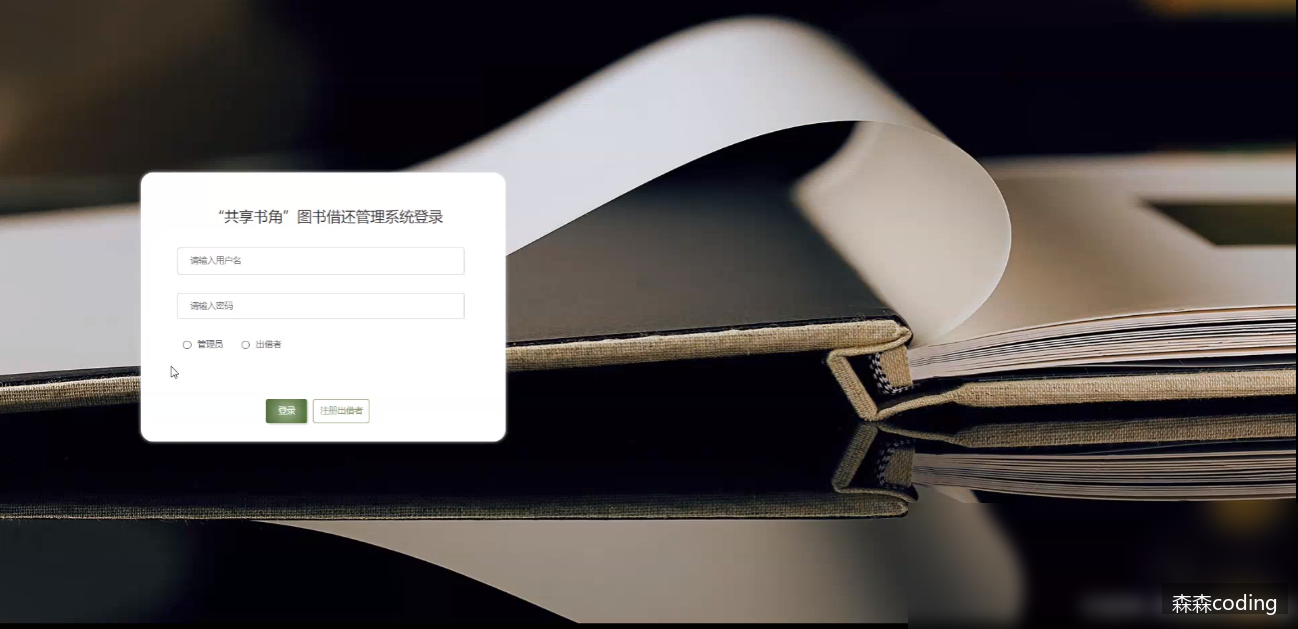 “共享书角”图书借还管理系统登录
请输入用户名
请输入密码
管理员 出借者
登录 注册出借者
森森coding